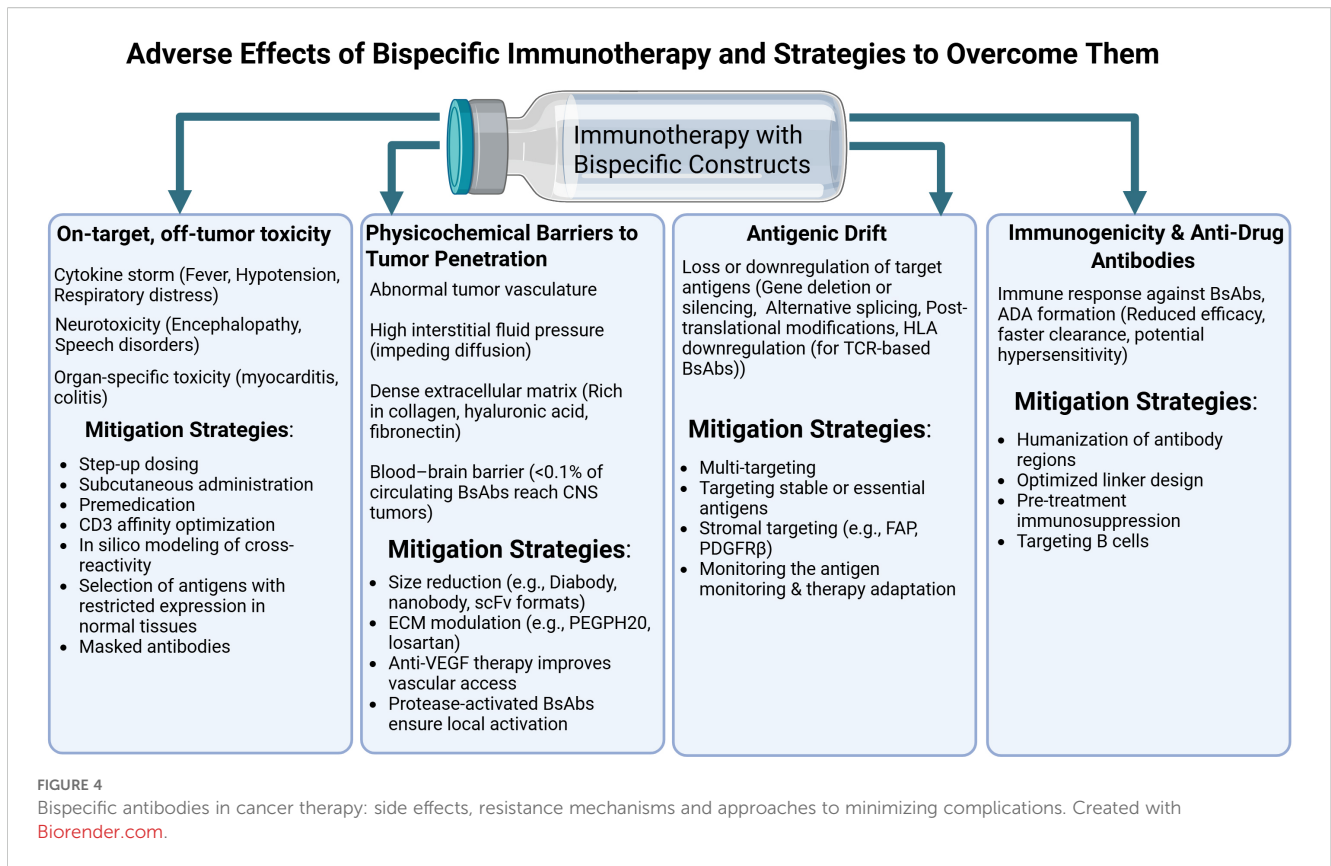 Adverse Effects of Bispecific Immunotherapy and Strategies to Overcome Them
Immunotherapy with
Bispecific Constructs
On-target, off-tumor toxicity
Cytokine storm (Fever, Hypotension,
Respiratory distress)
Neurotoxicity (Encephalopathy,
Speech disorders)
Organ-specific toxicity (myocarditis,
colitis)
Mitigation Strategies:
• Step-up dosing
• Subcutaneous administration
• Premedication
• CD3 affinity optimization
• In silico modeling of cross-
reactivity
• Selection of antigens with
restricted expression in
normal tissues
• Masked antibodies
Physicochemical Barriers to
Tumor Penetration
Abnormal tumor vasculature
High interstitial fluid pressure
(impeding diffusion)
Dense extracellular matrix (Rich
in collagen, hyaluronic acid,
fibronectin)
Blood–brain barrier (<0.1% of
circulating BsAbs reach CNS
tumors)
Mitigation Strategies:
• Size reduction (e.g., Diabody,
nanobody, scFv formats)
• ECM modulation (e.g., PEGPH20,
losartan)
• Anti-VEGF therapy improves
vascular access
• Protease-activated BsAbs
ensure local activation
Antigenic Drift
Loss or downregulation of target
antigens (Gene deletion or
silencing,  Alternative splicing, Post-
translational modifications, HLA
downregulation (for TCR-based
BsAbs))
Mitigation Strategies:
• Multi-targeting
• Targeting stable or essential
antigens
• Stromal targeting (e.g., FAP,
PDGFRβ)
• Monitoring the antigen
monitoring & therapy adaptation
Immunogenicity & Anti-Drug
Antibodies
Immune response against BsAbs,
ADA formation (Reduced efficacy,
faster clearance, potential
hypersensitivity)
Mitigation Strategies:
• Humanization of antibody
regions
• Optimized linker design
• Pre-treatment
immunosuppression
• Targeting B cells
FIGURE 4
Bispecific antibodies in cancer therapy: side effects, resistance mechanisms and approaches to minimizing complications. Created with
Biorender.com.